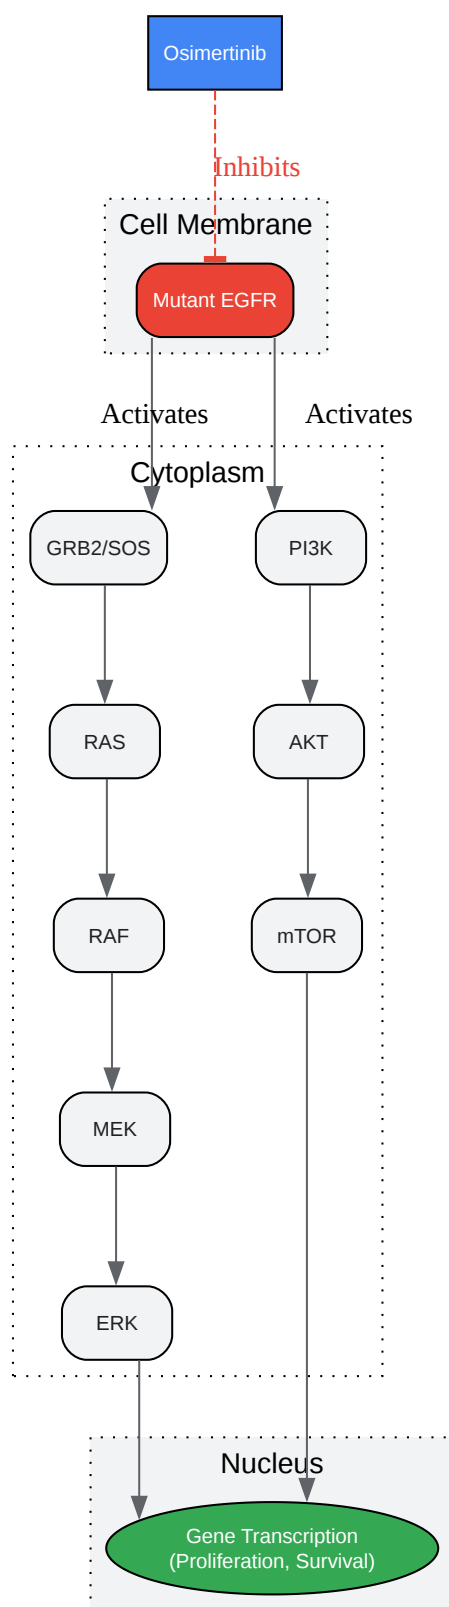 Osimertinib
Inhibits
Cell Membrane
Mutant EGFR
Activates
Activates
Cytoplasm
GRB2/SOS
PI3K
RAS
AKT
RAF
mTOR
MEK
ERK
Nucleus
Gene Transcription
(Proliferation, Survival)